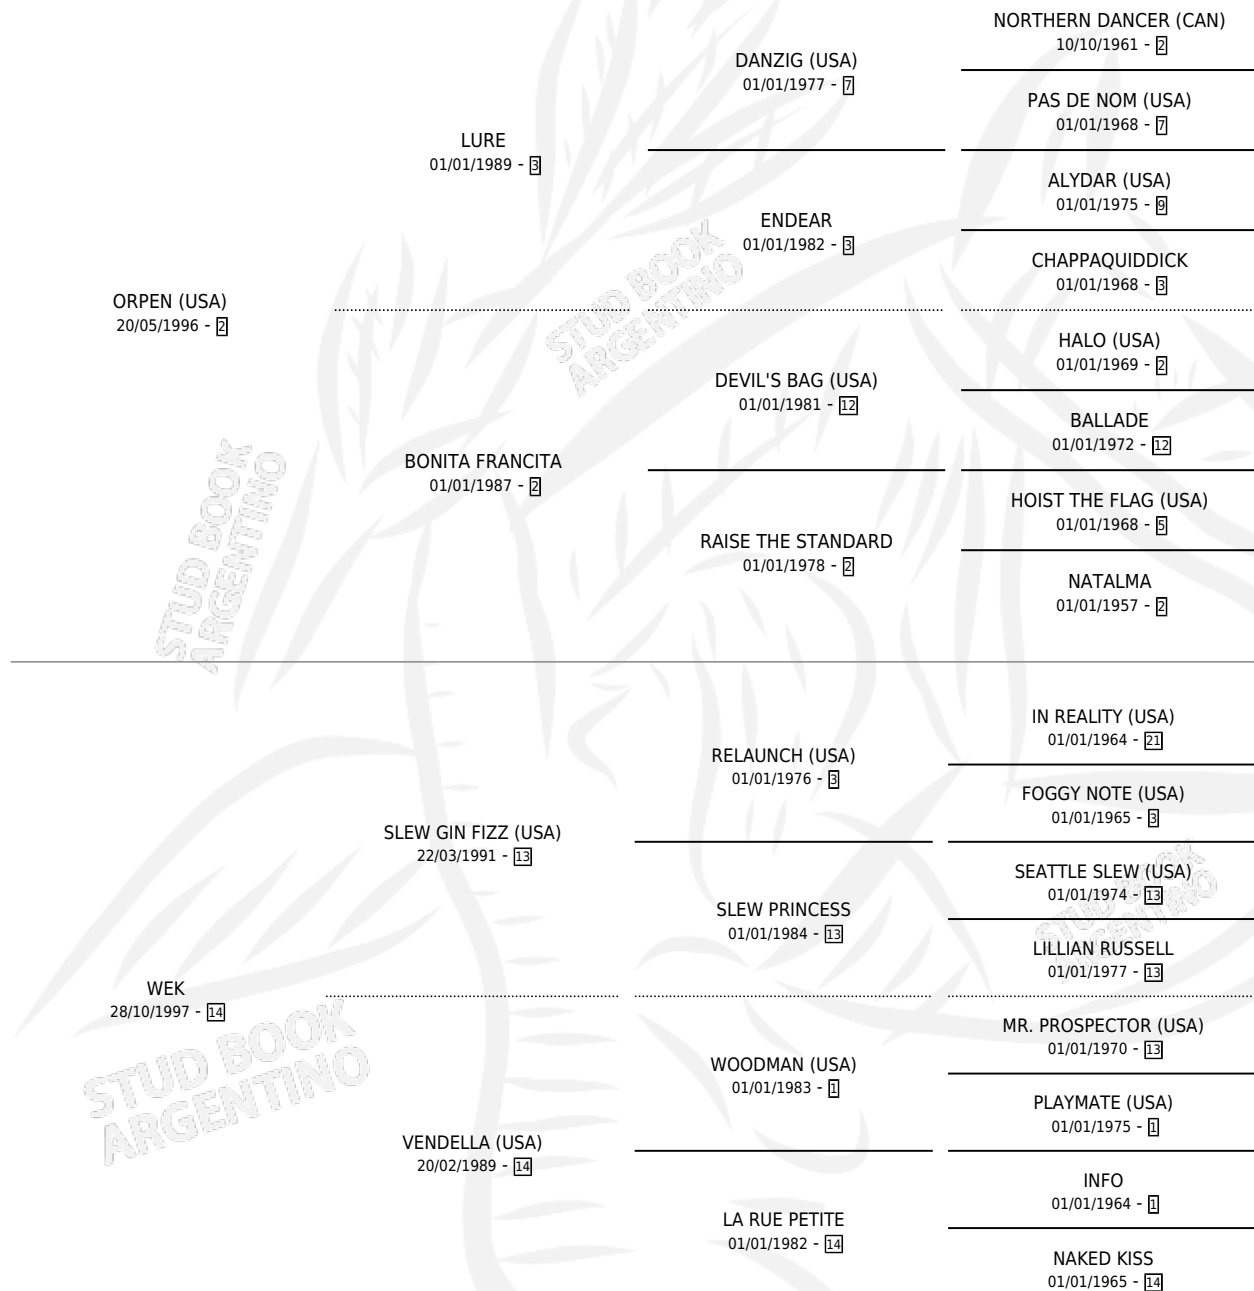 NORTHERN DANCER (CAN)
10/10/1961 - 2
DANZIG (USA)
01/01/1977 - 7
PAS DE NOM (USA)
01/01/1968 - 7
LURE
01/01/1989 - 3
ALYDAR (USA)
01/01/1975 - 9
ENDEAR
01/01/1982 - 3
CHAPPAQUIDDICK
01/01/1968 - 3
ORPEN (USA)
20/05/1996 - 2
HALO (USA)
01/01/1969 - 2
DEVIL'S BAG (USA)
01/01/1981 - 12
BALLADE
01/01/1972 - 12
BONITA FRANCITA
01/01/1987 - 2
HOIST THE FLAG (USA)
01/01/1968 - 5
RAISE THE STANDARD
01/01/1978 - 2
NATALMA
01/01/1957 - 2
IN REALITY (USA)
01/01/1964 - 21
RELAUNCH (USA)
01/01/1976 - 3
FOGGY NOTE (USA)
01/01/1965 - 3
SLEW GIN FIZZ (USA)
22/03/1991 - 13
SEATTLE SLEW (USA)
01/01/1974 - 13
SLEW PRINCESS
01/01/1984 - 13
LILLIAN RUSSELL
01/01/1977 - 13
WEK
28/10/1997 - 14
MR. PROSPECTOR (USA)
01/01/1970 - 13
WOODMAN (USA)
01/01/1983 - 1
PLAYMATE (USA)
01/01/1975 - 1
VENDELLA (USA)
20/02/1989 - 14
INFO
01/01/1964 - 1
LA RUE PETITE
01/01/1982 - 14
NAKED KISS
01/01/1965 - 14
STUD BOOK
ARGENTINO
STUD BOOK
ARGENTINO
STUD BOOK
ARGENTINO
STUD BOOK
ARGENTINO